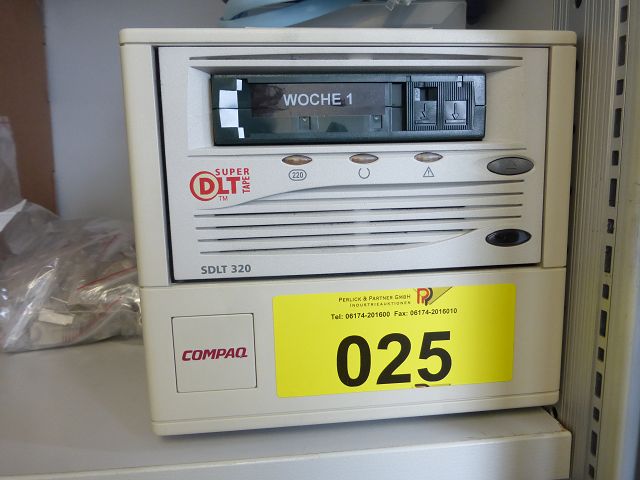 WOCHE 1
SUPER
DLT
TAPE
TM
220
SDLT 320
COMPAQ
PERLICK & PARTNER GMBH
INDUSTRIEAUKTIONEN
Tel: 06174-201600 Fax: 06174-2016010
025